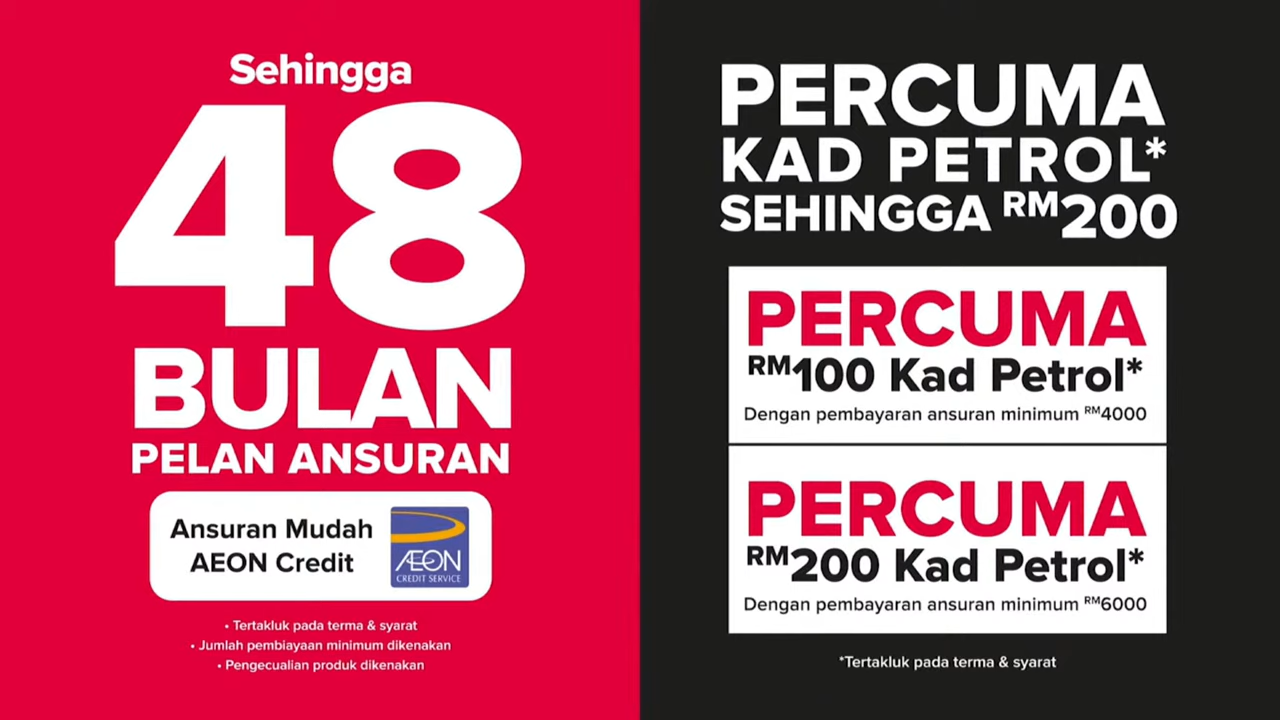 Sehingga
48
BULAN
PELAN ANSURAN
Ansuran Mudah
AEON Credit
AEON
CREDIT SERVICE
• Tertakluk pada terma & syarat
• Jumlah pembiayaan minimum dikenakan
• Pengecualian produk dikenakan
PERCUMA
KAD PETROL*
SEHINGGA RM200
PERCUMA
RM100 Kad Petrol*
Dengan pembayaran ansuran minimum RM4000
PERCUMA
RM200 Kad Petrol*
Dengan pembayaran ansuran minimum RM6000
*Tertakluk pada terma & syarat